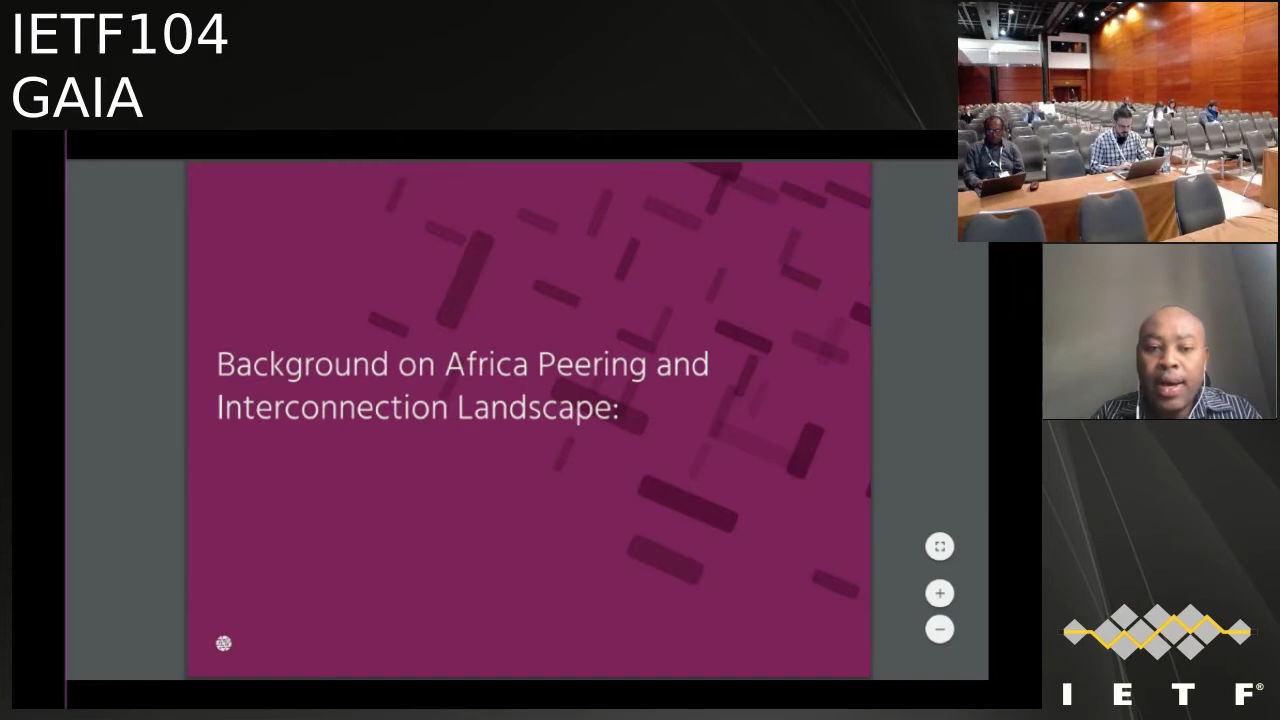 IETF104
GAIA
Background on Africa Peering and
Interconnection Landscape:
I E T F®